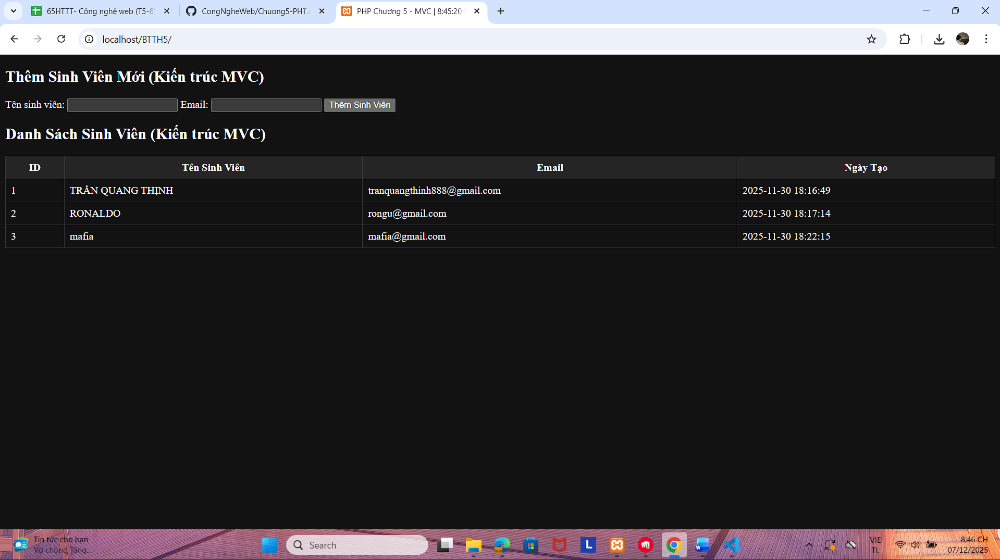 65HTTT- Công nghệ web (T5-6)
CongNgheWeb/Chuong5-PHT.
PHP Chương 5 - MVC | 8:45:20
localhost/BTTH5/
Thêm Sinh Viên Mới (Kiến trúc MVC)
Tên sinh viên: Email: Thêm Sinh Viên
Danh Sách Sinh Viên (Kiến trúc MVC)
ID Tên Sinh Viên Email Ngày Tạo
1 TRẦN QUANG THỊNH tranquangthinh888@gmail.com 2025-11-30 18:16:49
2 RONALDO rongu@gmail.com 2025-11-30 18:17:14
3 mafia mafia@gmail.com 2025-11-30 18:22:15
Tin tức cho bạn
Vợ chồng Tăng...
Search
L
W
VIE
TL
8:46 CH
07/12/2025